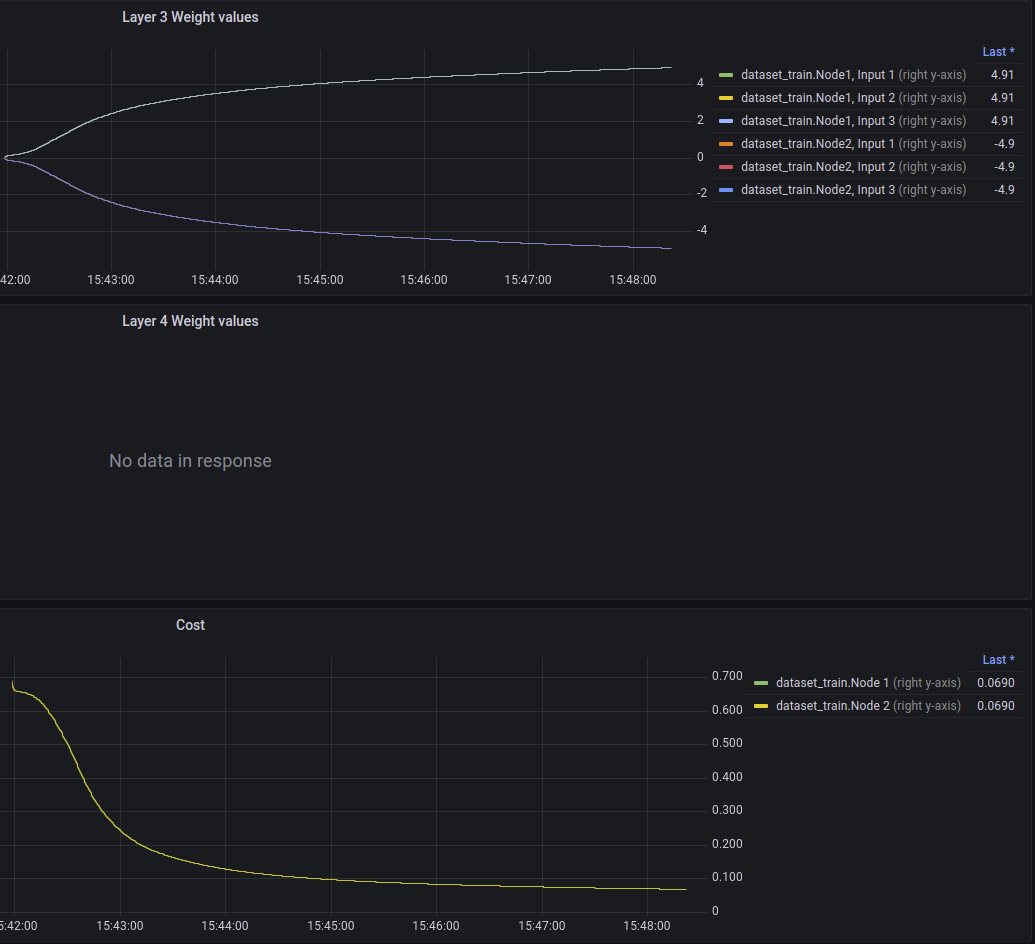 Layer 3 Weight values
Last *
dataset_train.Node1, Input 1 (right y-axis) 4.91
dataset_train.Node1, Input 2 (right y-axis) 4.91
dataset_train.Node1, Input 3 (right y-axis) 4.91
dataset_train.Node2, Input 1 (right y-axis) -4.9
dataset_train.Node2, Input 2 (right y-axis) -4.9
dataset_train.Node2, Input 3 (right y-axis) -4.9
4
2
0
-2
-4
42:00 15:43:00 15:44:00 15:45:00 15:46:00 15:47:00 15:48:00
Layer 4 Weight values
No data in response
Cost
Last *
dataset_train.Node 1 (right y-axis) 0.0690
dataset_train.Node 2 (right y-axis) 0.0690
0.700
0.600
0.500
0.400
0.300
0.200
0.100
0
5:42:00 15:43:00 15:44:00 15:45:00 15:46:00 15:47:00 15:48:00